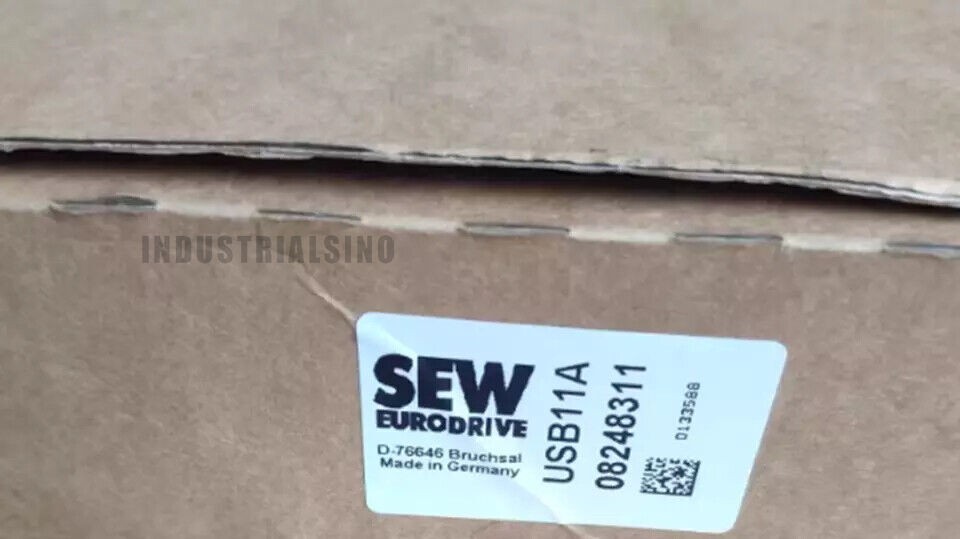 INDUSTRIALSINO
SEW
EURODRIVE
D-76646 Bruchsal
Made in Germany
USB11A
08248311
0133588